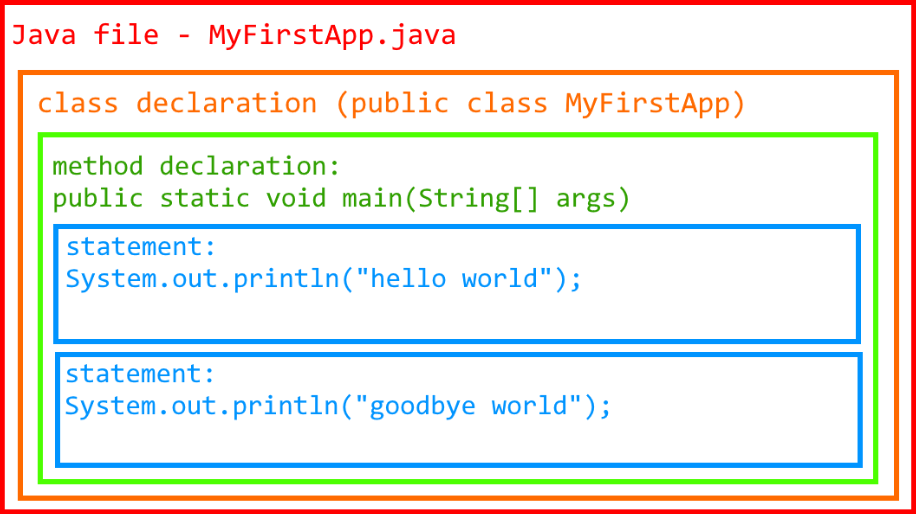 Java file - MyFirstApp.java
class declaration (public class MyFirstApp)
method declaration:
public static void main(String[] args)
statement:
System.out.println("hello world");
statement:
System.out.println("goodbye world");